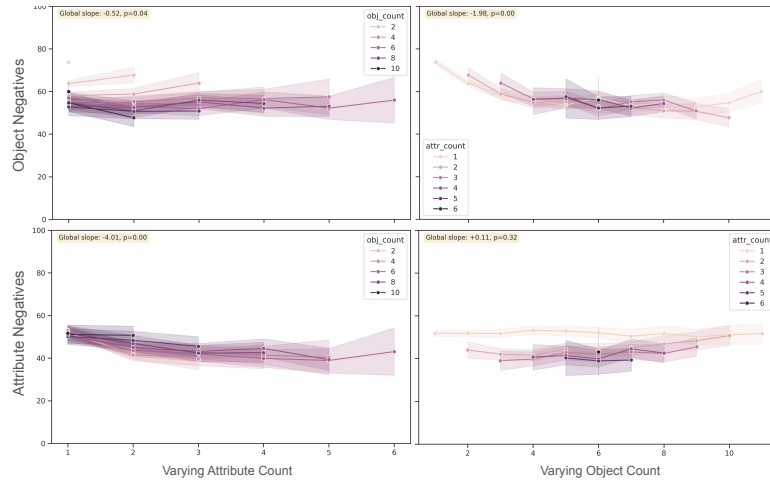 Global slope: -0.52, p=0.04
obj_count
2
4
6
8
10
100
80
60
40
20
0
Object Negatives
Global slope: -1.98, p=0.00
attr_count
1
2
3
4
5
6
Global slope: -4.01, p=0.00
obj_count
2
4
6
8
10
100
80
60
40
20
0
Attribute Negatives
1 2 3 4 5 6
Varying Attribute Count
Global slope: +0.11, p=0.32
attr_count
1
2
3
4
5
6
2 4 6 8 10
Varying Object Count